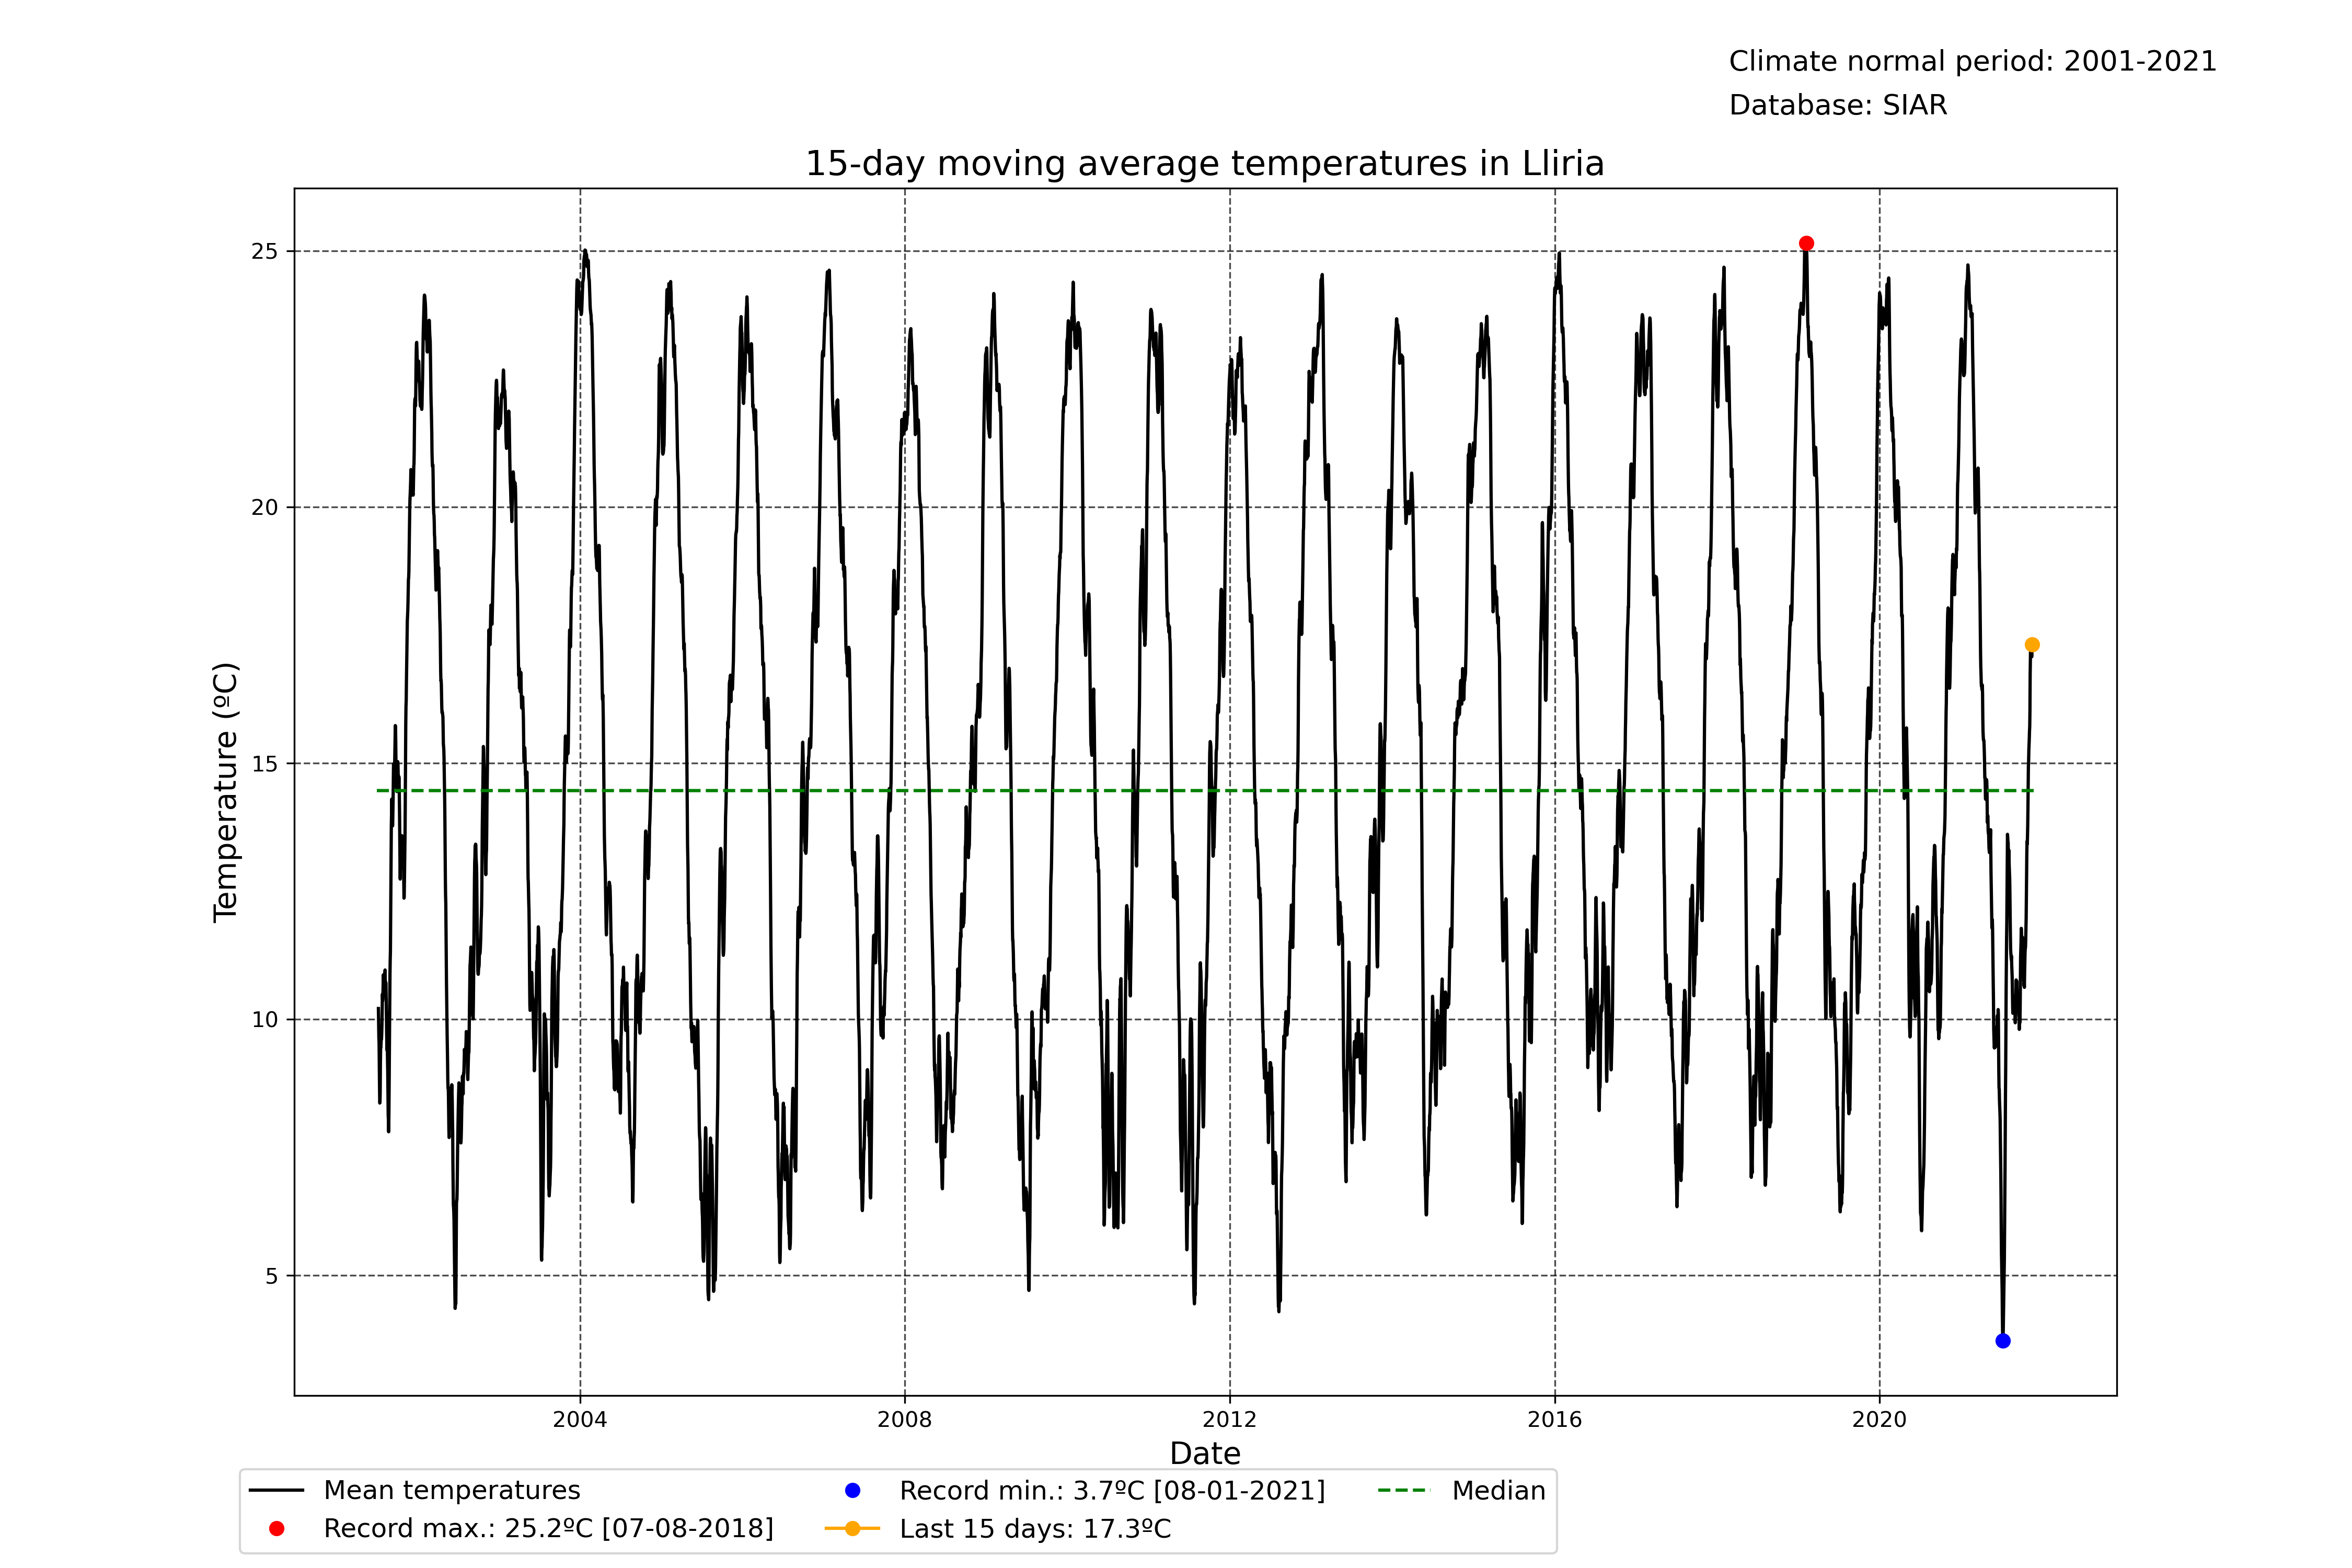 Climate normal period: 2001-2021
Database: SIAR
15-day moving average temperatures in Lliria
25
20
15
10
5
Temperature (ºC)
2004 2008 2012 2016 2020
Date
Mean temperatures
Record max.: 25.2ºC [07-08-2018]
Record min.: 3.7ºC [08-01-2021]
Last 15 days: 17.3ºC
Median